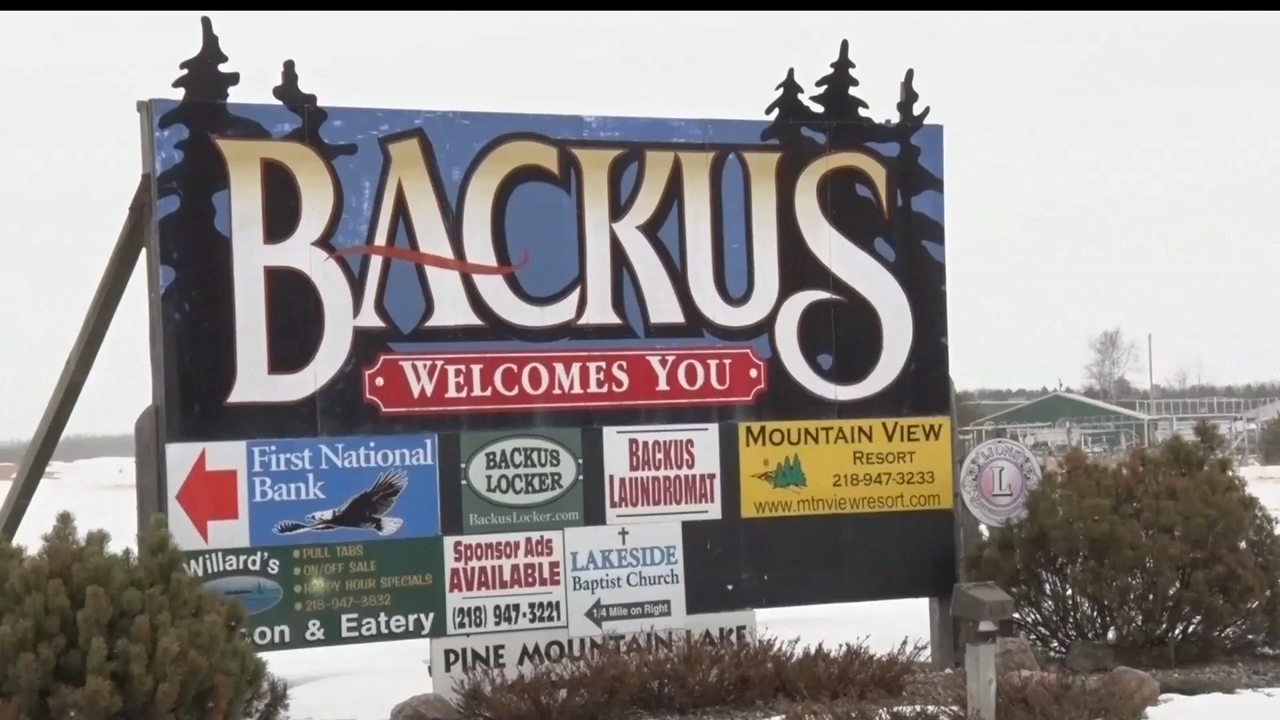 BACKUS
WELCOMES YOU
First National
Bank
BACKUS
LOCKER
BackusLocker.com
BACKUS
LAUNDROMAT
MOUNTAIN VIEW
RESORT
218-947-3233
www.mtnviewresort.com
LIONS
L
Willard's
• PULL TABS
• ON/OFF SALE
• HAPPY HOUR SPECIALS
• 218-947-3832
on & Eatery
Sponsor Ads
AVAILABLE
(218) 947-3221
LAKESIDE
Baptist Church
1/4 Mile on Right
PINE MOUNTAIN LAKE